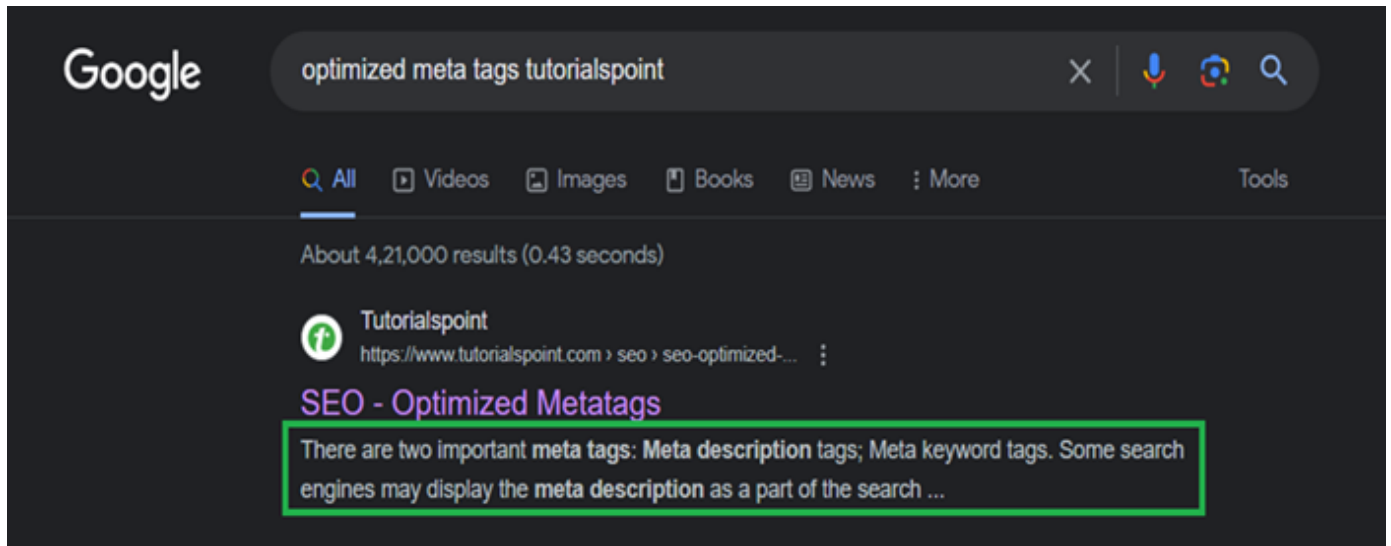 Google
optimized meta tags tutorialspoint
All Videos Images Books News More Tools
About 4,21,000 results (0.43 seconds)
Tutorialspoint
https://www.tutorialspoint.com › seo › seo-optimized-...
SEO - Optimized Metatags
There are two important meta tags: Meta description tags; Meta keyword tags. Some search
engines may display the meta description as a part of the search ...